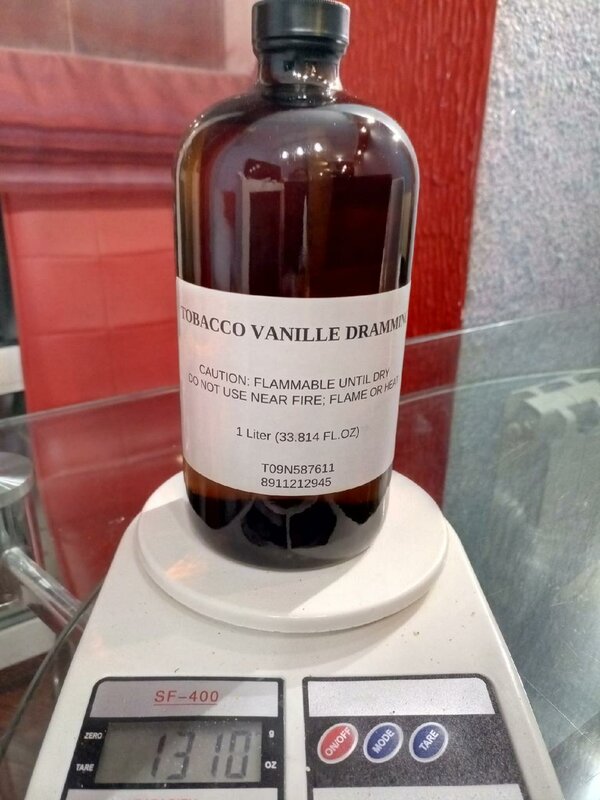 TOBACCO VANILLE DRAMMIN
CAUTION: FLAMMABLE UNTIL DRY
DO NOT USE NEAR FIRE; FLAME OR HEAT
1 Liter (33.814 FL.OZ)
T09N587611
8911212945
SF-400
ZERO
g
1310
TARE
OZ
ON/OFF
MODE
TARE